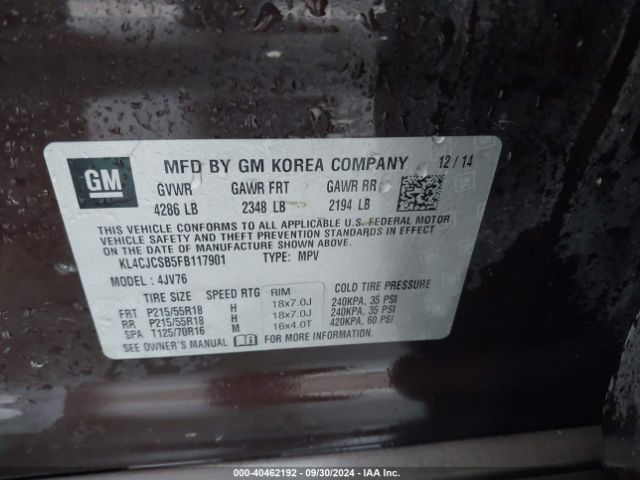 GM
MFD BY GM KOREA COMPANY 12/14
GVWR GAWR FRT GAWR RR
4286 LB 2348 LB 2194 LB
THIS VEHICLE CONFORMS TO ALL APPLICABLE U.S. FEDERAL MOTOR
VEHICLE SAFETY AND THEFT PREVENTION STANDARDS IN EFFECT
ON THE DATE OF MANUFACTURE SHOWN ABOVE.
KL4CJCSB5FB117901 TYPE: MPV
MODEL: 4JV76
TIRE SIZE SPEED RTG RIM COLD TIRE PRESSURE
FRT P215/55R18 H 18x7.0J 240KPA, 35 PSI
RR P215/55R18 H 18x7.0J 240KPA, 35 PSI
SPA T125/70R16 M 16x4.0T 420KPA, 60 PSI
SEE OWNER'S MANUAL FOR MORE INFORMATION.
000-40462192 - 09/30/2024 - IAA Inc.